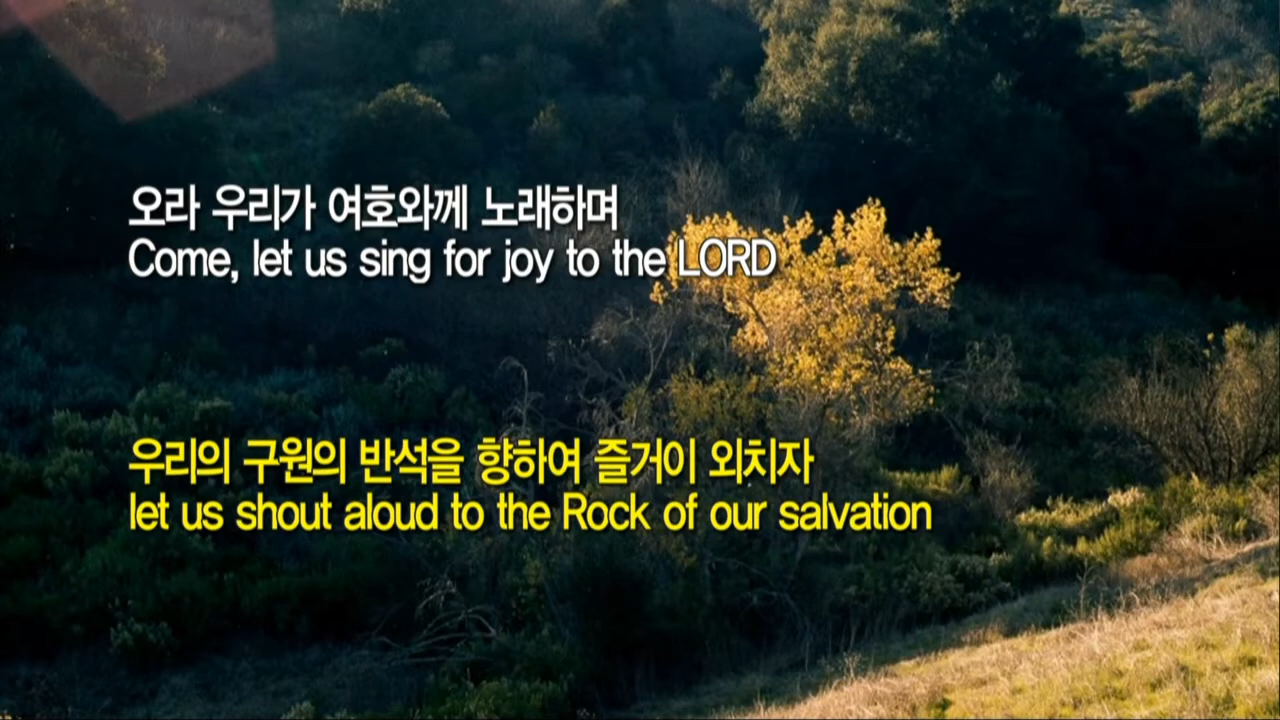 오라 우리가 여호와께 노래하며
Come, let us sing for joy to the LORD
우리의 구원의 반석을 향하여 즐거이 외치자
let us shout aloud to the Rock of our salvation